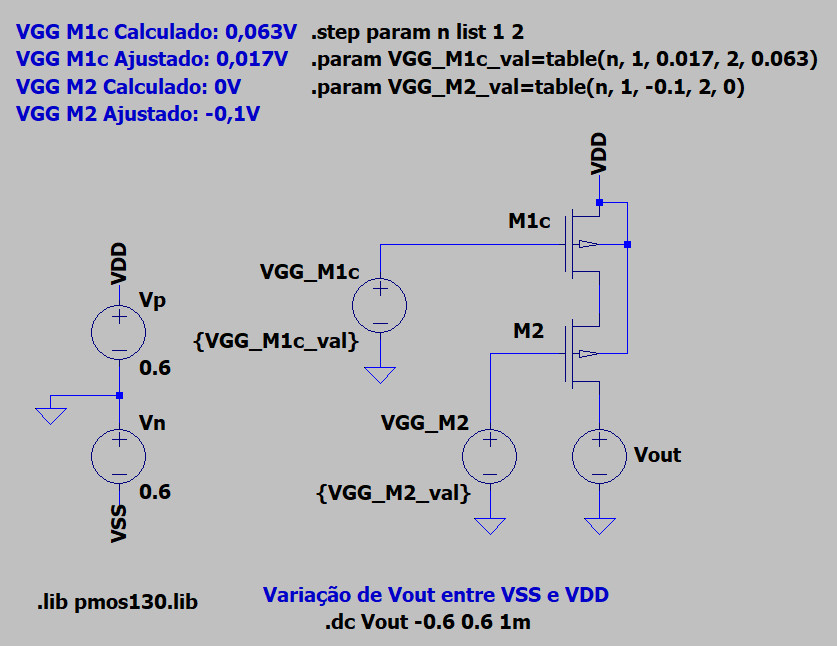 VGG M1c Calculado: 0,063V
.step param n list 1 2
VGG M1c Ajustado: 0,017V
.param VGG_M1c_val=table(n, 1, 0.017, 2, 0.063)
VGG M2 Calculado: 0V
.param VGG_M2_val=table(n, 1, -0.1, 2, 0)
VGG M2 Ajustado: -0,1V
VDD
M1c
VDD
VGG_M1c
Vp
M2
{VGG_M1c_val}
0.6
Vn
VGG_M2
Vout
0.6
{VGG_M2_val}
VSS
.lib pmos130.lib
Variação de Vout entre VSS e VDD
.dc Vout -0.6 0.6 1m